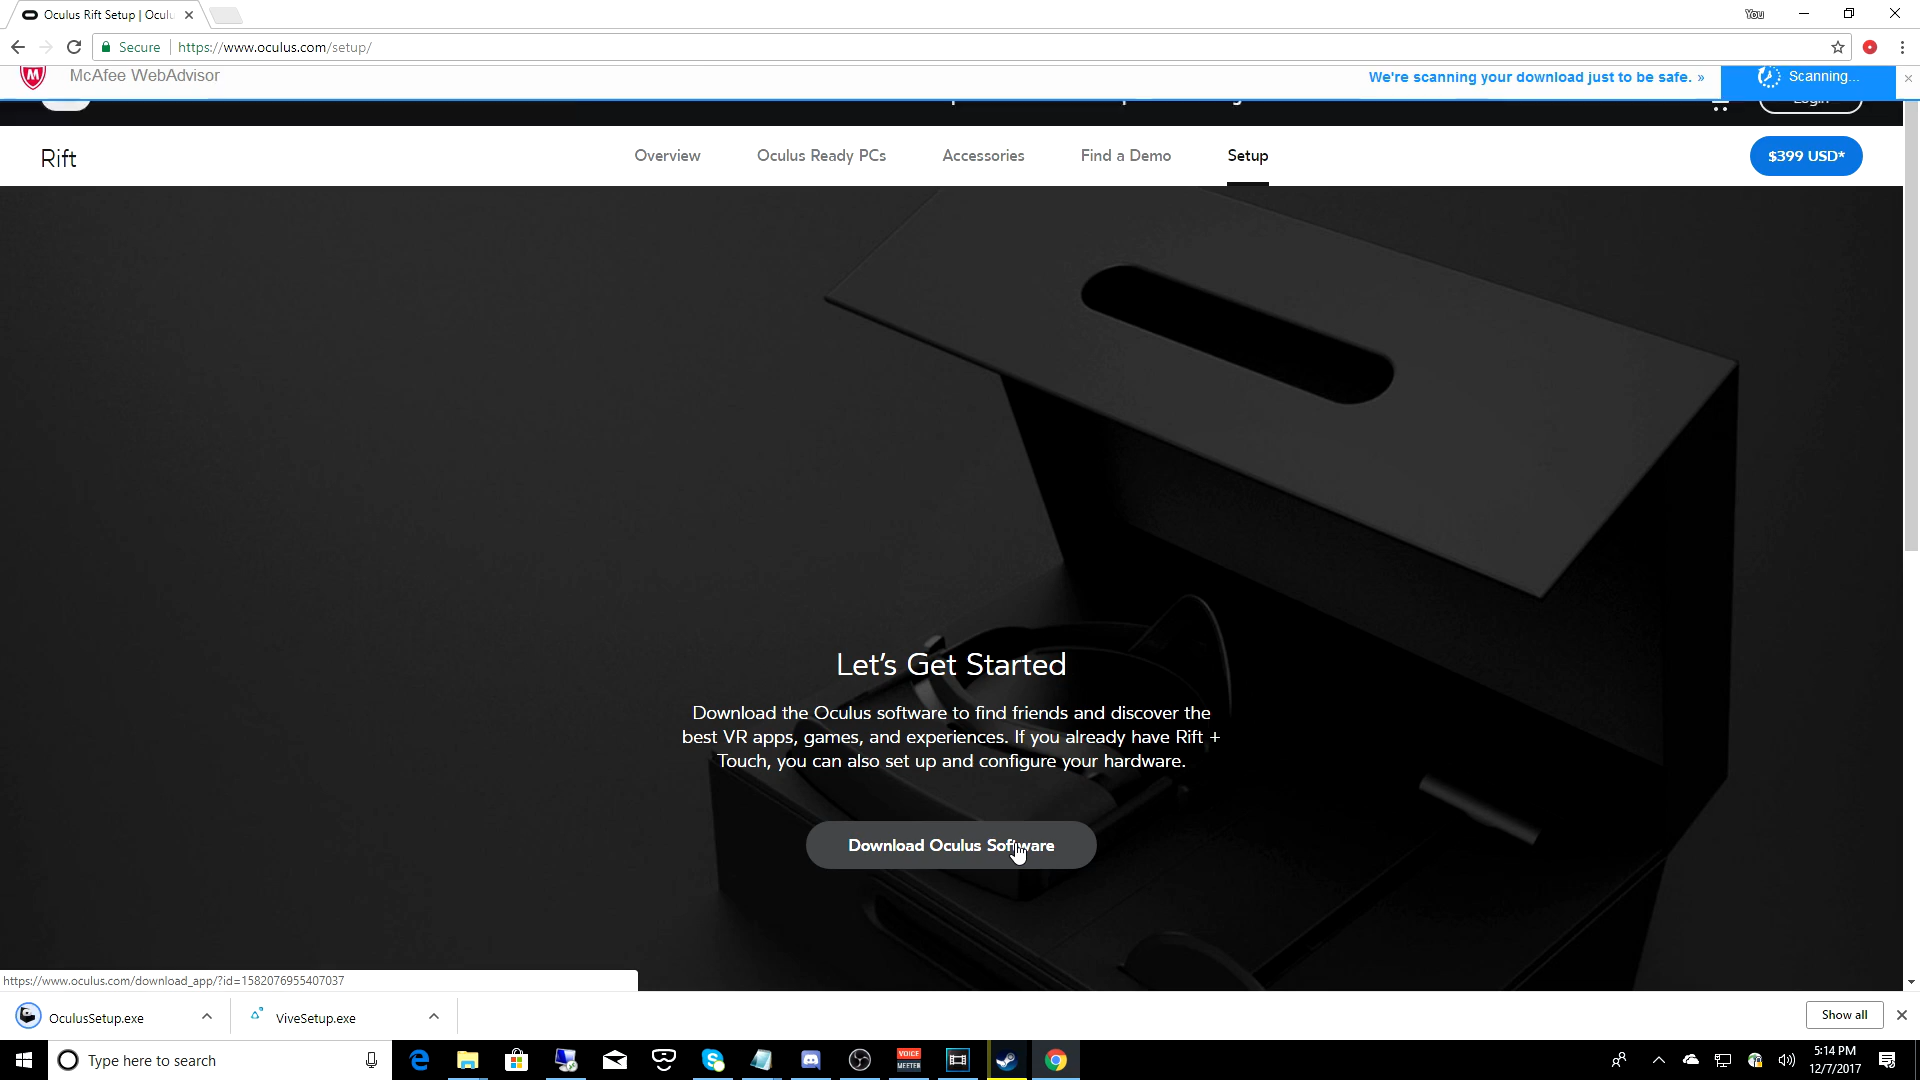 Oculus Rift Setup | Ocul
You
Secure
https://www.oculus.com/setup/
McAfee WebAdvisor
We're scanning your download just to be safe. »
Scanning...
Login
Rift
Overview
Oculus Ready PCs
Accessories
Find a Demo
Setup
$399 USD*
Let's Get Started
Download the Oculus software to find friends and discover the
best VR apps, games, and experiences. If you already have Rift +
Touch, you can also set up and configure your hardware.
Download Oculus Software
https://www.oculus.com/download_app/?id=1582076955407037
OculusSetup.exe
ViveSetup.exe
Show all
Type here to search
VOICE
MEETER
5:14 PM
12/7/2017